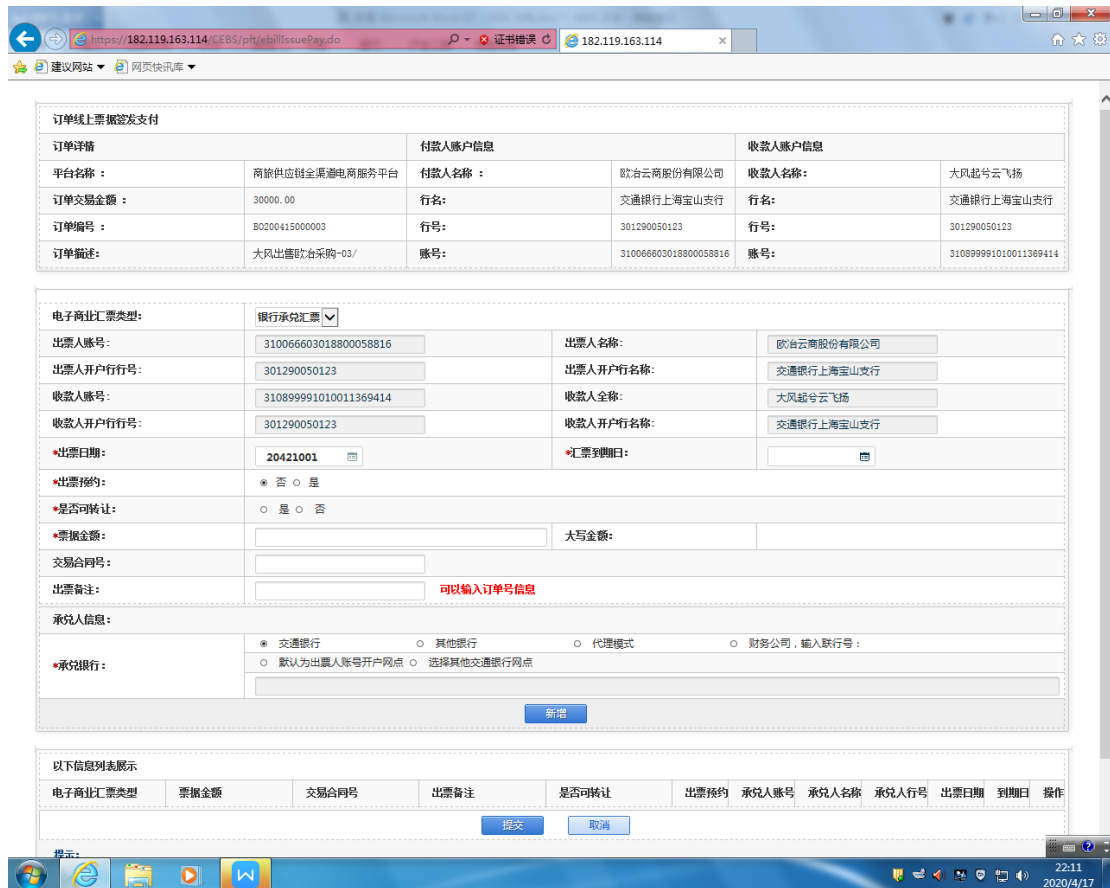 https://182.119.163.114/CEBS/pft/ebillIssuePay.do 证书错误 182.119.163.114
建议网站 网页快讯库
订单线上票据签发支付
订单详情 付款人账户信息 收款人账户信息
平台名称： 商旅供应链全渠道电商服务平台 付款人名称： 欧冶云商股份有限公司 收款人名称： 大风起兮云飞扬
订单交易金额： 30000.00 行名： 交通银行上海宝山支行 行名： 交通银行上海宝山支行
订单编号： BO200415000003 行号： 301290050123 行号： 301290050123
订单描述： 大风出售欧冶采购-03/ 账号： 310066603018800058816 账号： 310899991010011369414
电子商业汇票类型： 银行承兑汇票
出票人账号： 310066603018800058816 出票人名称： 欧冶云商股份有限公司
出票人开户行行号： 301290050123 出票人开户行名称： 交通银行上海宝山支行
收款人账号： 310899991010011369414 收款人全称： 大风起兮云飞扬
收款人开户行行号： 301290050123 收款人开户行名称： 交通银行上海宝山支行
*出票日期： 20421001 *汇票到期日：
*出票预约： 否 是
*是否可转让： 是 否
*票据金额： 大写金额：
交易合同号：
出票备注： 可以输入订单号信息
承兑人信息：
*承兑银行： 交通银行 其他银行 代理模式 财务公司，输入联行号：
默认为出票人账号开户网点 选择其他交通银行网点
新增
以下信息列表展示
电子商业汇票类型 票据金额 交易合同号 出票备注 是否可转让 出票预约 承兑人账号 承兑人名称 承兑人行号 出票日期 到期日 操作
提交 取消
提示：
22:11
2020/4/17